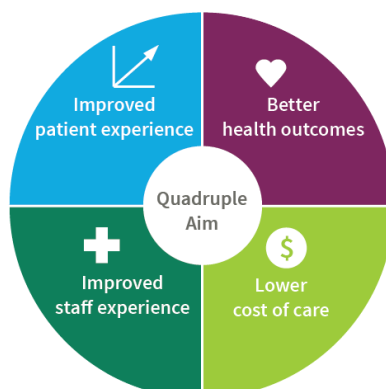 Improved
patient experience
Better
health outcomes
Quadruple
Aim
Improved
staff experience
$
Lower
cost of care